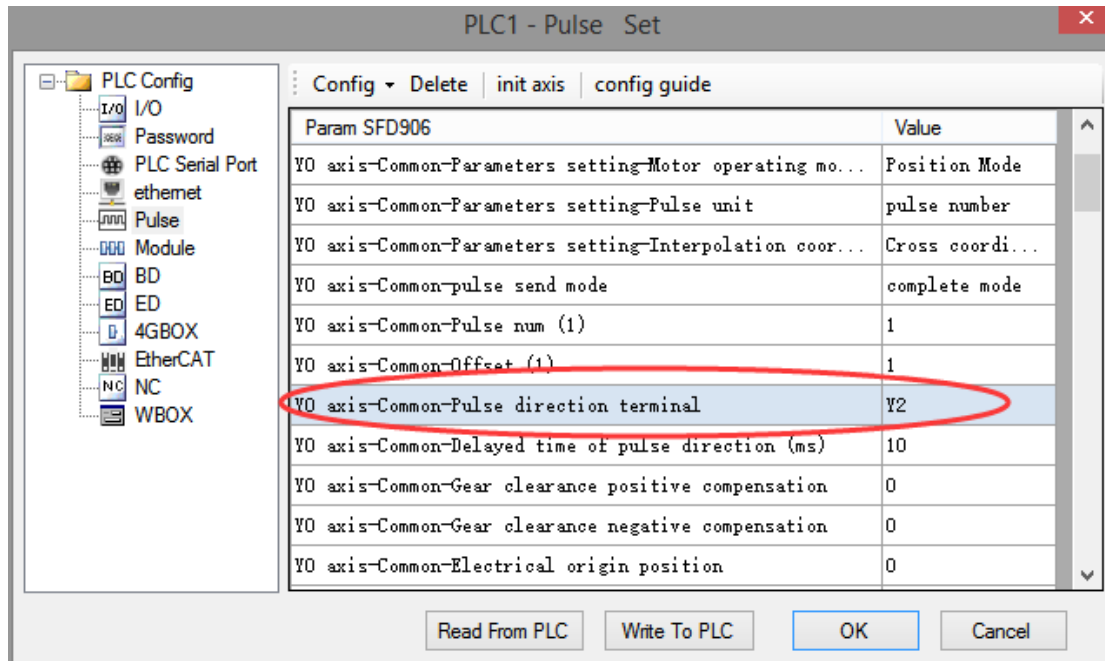 PLC1 - Pulse Set
PLC Config
I/O I/O
Password
PLC Serial Port
ethernet
Pulse
Module
BD BD
ED ED
4GBOX
EtherCAT
NC NC
WBOX
Config Delete init axis config guide
Param SFD906 Value
Y0 axis-Common-Parameters setting-Motor operating mo... Position Mode
Y0 axis-Common-Parameters setting-Pulse unit pulse number
Y0 axis-Common-Parameters setting-Interpolation coor... Cross coordi...
Y0 axis-Common-pulse send mode complete mode
Y0 axis-Common-Pulse num (1) 1
Y0 axis-Common-Offset (1) 1
Y0 axis-Common-Pulse direction terminal Y2
Y0 axis-Common-Delayed time of pulse direction (ms) 10
Y0 axis-Common-Gear clearance positive compensation 0
Y0 axis-Common-Gear clearance negative compensation 0
Y0 axis-Common-Electrical origin position 0
Read From PLC Write To PLC OK Cancel